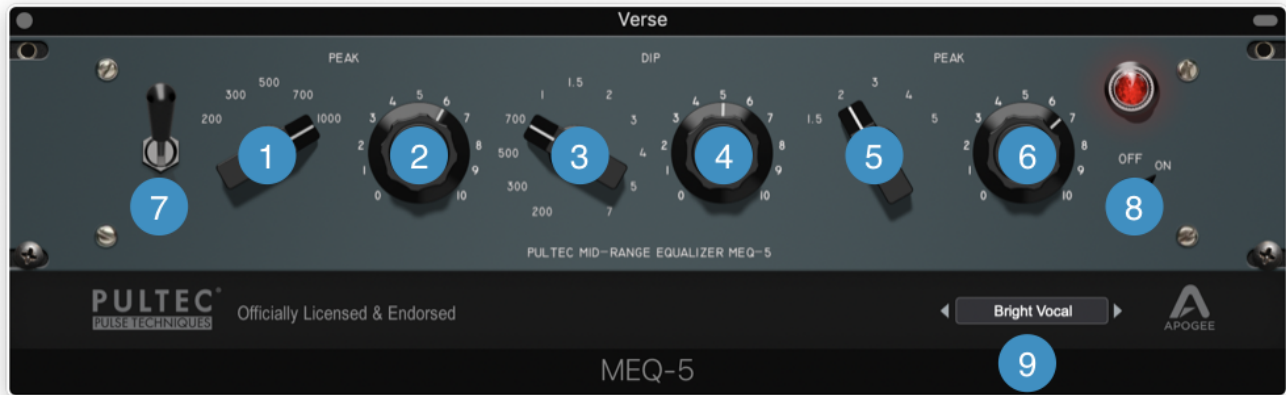 Verse
PEAK DIP PEAK
200 300 500 700 1000
0 1 2 3 4 5 6 7 8 9 10
200 300 500 700 1 1.5 2 3 4 5 7
0 1 2 3 4 5 6 7 8 9 10
1.5 2 3 4 5
0 1 2 3 4 5 6 7 8 9 10
OFF ON
1
2
3
4
5
6
7
8
PULTEC MID-RANGE EQUALIZER MEQ-5
PULTEC®
PULSE TECHNIQUES
Officially Licensed & Endorsed
Bright Vocal
APOGEE
9
MEQ-5